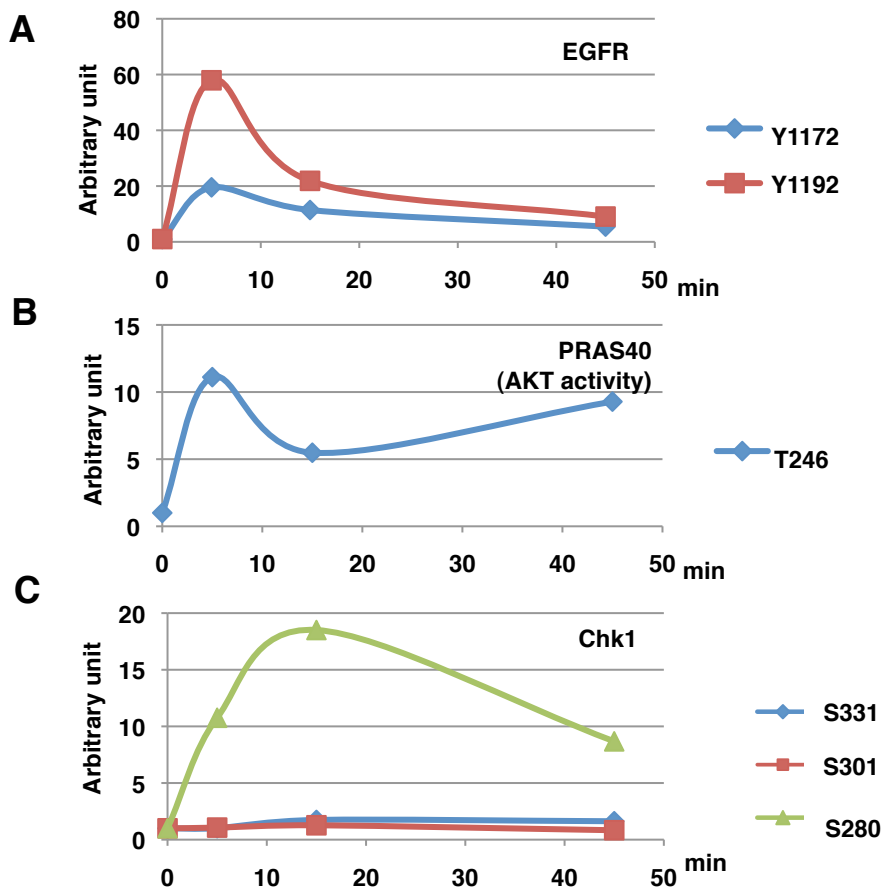 A
80
60
40
20
0
Arbitrary unit
EGFR
Y1172
Y1192
0 10 20 30 40 50 min
B
15
10
5
0
Arbitrary unit
PRAS40
(AKT activity)
T246
0 10 20 30 40 50 min
C
20
15
10
5
0
Arbitrary unit
Chk1
S331
S301
S280
0 10 20 30 40 50 min